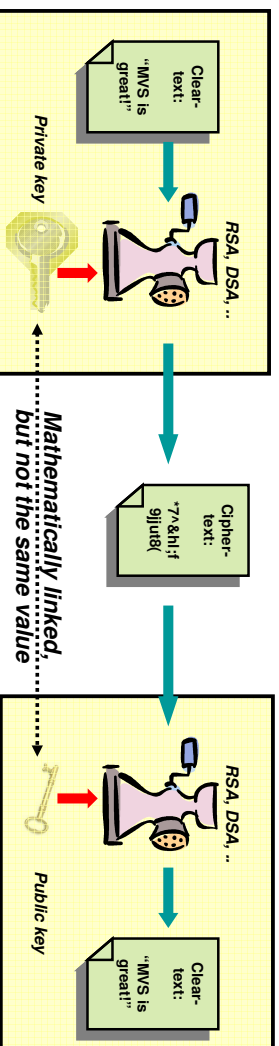 Clear-
text:
“MVS is
great!”
RSA, DSA, ..
Private key
Cipher-
text:
*7^&hl;f
9jjut8(
Mathematically linked,
but not the same value
RSA, DSA, ..
Public key
Clear-
text:
“MVS is
great!”